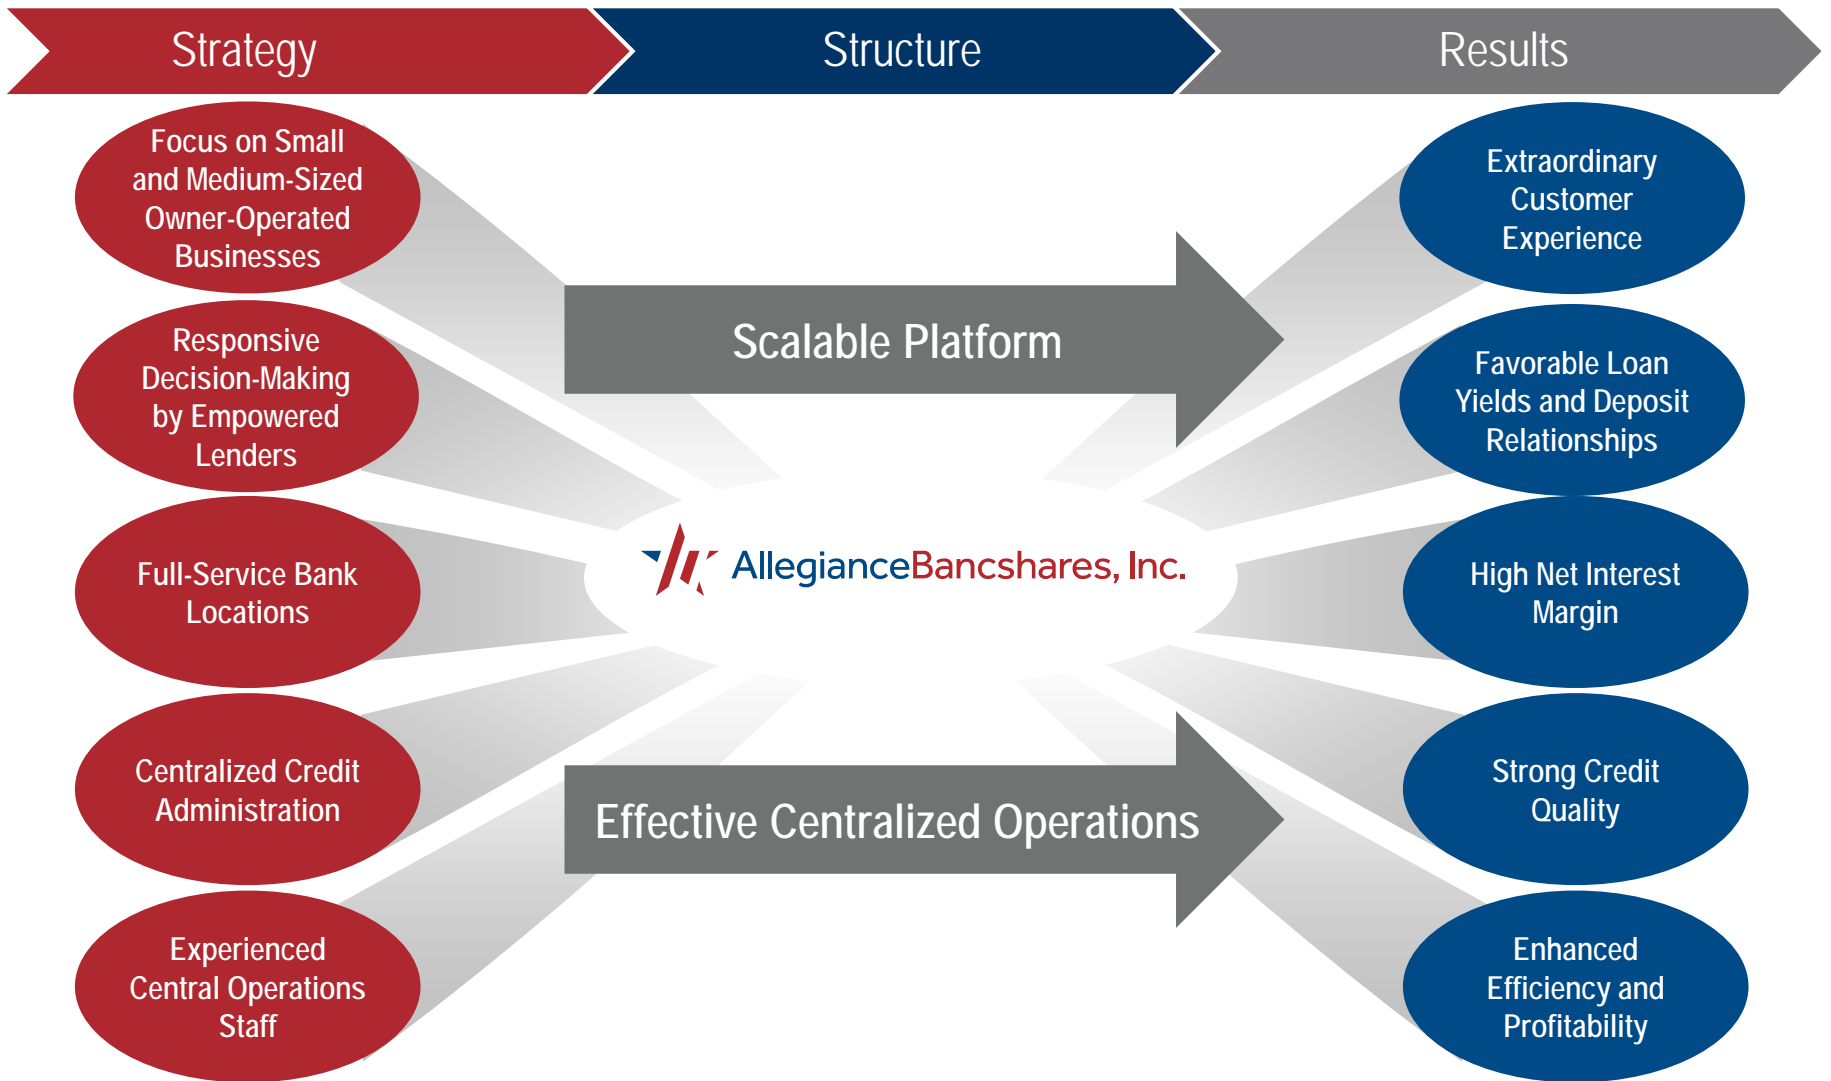 Strategy
Structure
Results
Focus on Small
and Medium-Sized
Owner-Operated
Businesses
Responsive
Decision-Making
by Empowered
Lenders
Full-Service Bank
Locations
Centralized Credit
Administration
Experienced
Central Operations
Staff
Scalable Platform
AllegianceBancshares, Inc.
Effective Centralized Operations
Extraordinary
Customer
Experience
Favorable Loan
Yields and Deposit
Relationships
High Net Interest
Margin
Strong Credit
Quality
Enhanced
Efficiency and
Profitability